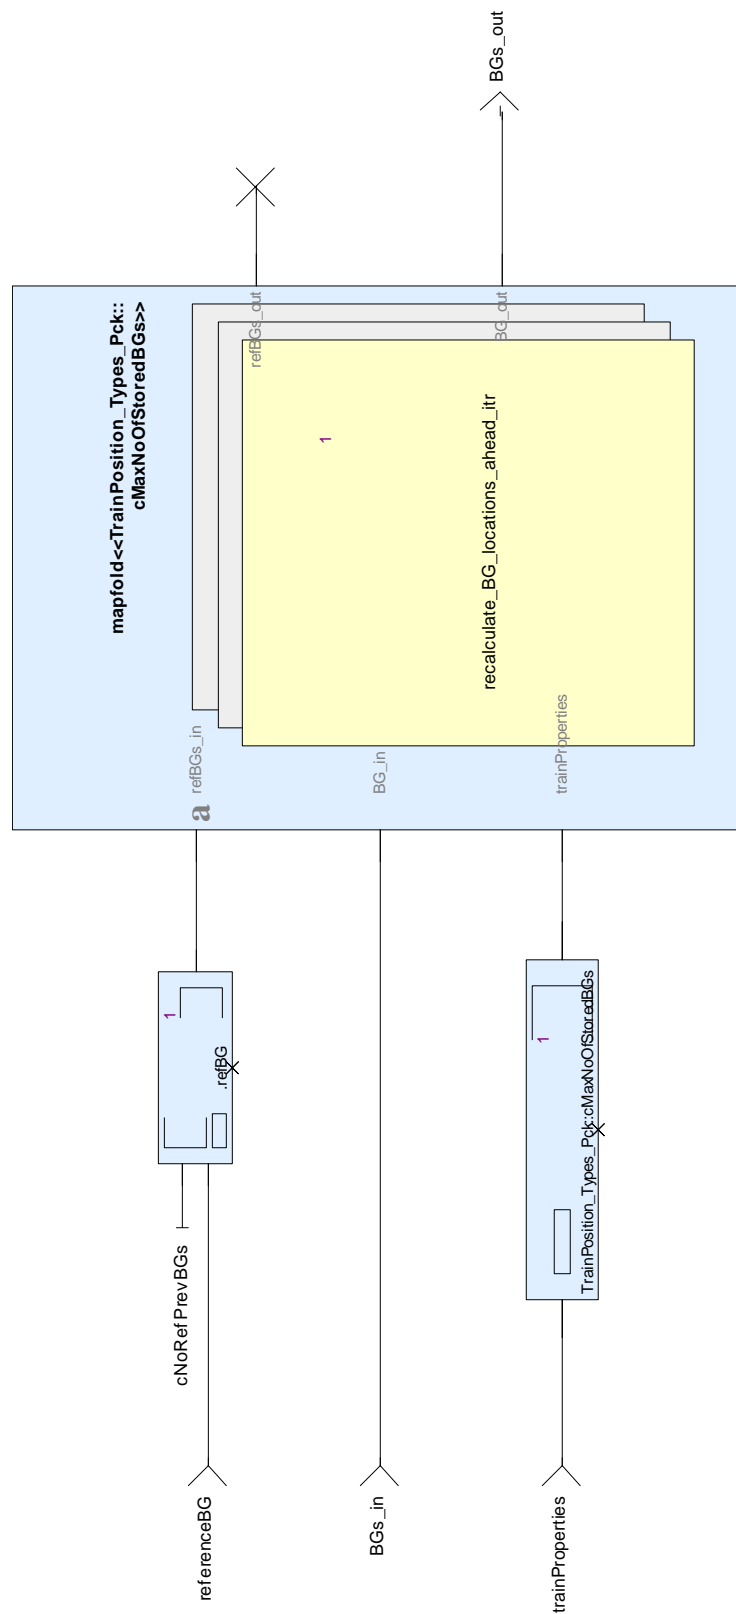 mapfold<<TrainPosition_Types_Pck::
cMaxNoOfStoredBGs>>
cNoRefPrevBGs
referenceBG
1
.refBG
a
refBGs_in
refBGs_out
1
BGs_in
BG_in
recalculate_BG_locations_ahead_itr
BG_out
BGs_out
trainProperties
1
TrainPosition_Types_Pck::cMaxNoOfStoredBGs
trainProperties